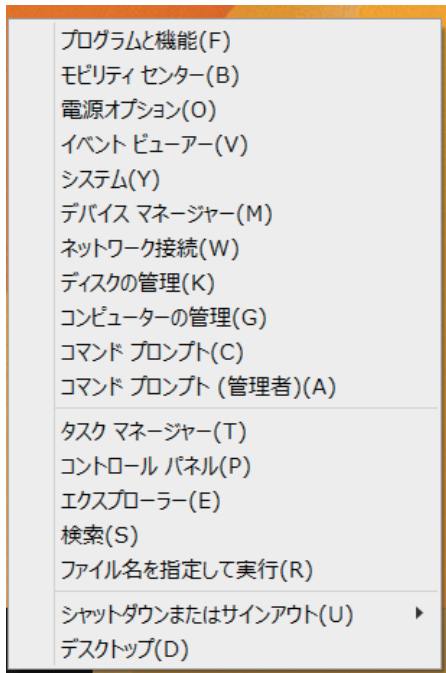 プログラムと機能(F)
モビリティ センター(B)
電源オプション(O)
イベント ビューアー(V)
システム(Y)
デバイス マネージャー(M)
ネットワーク接続(W)
ディスクの管理(K)
コンピューターの管理(G)
コマンド プロンプト(C)
コマンド プロンプト (管理者)(A)
タスク マネージャー(T)
コントロール パネル(P)
エクスプローラー(E)
検索(S)
ファイル名を指定して実行(R)
シャットダウンまたはサインアウト(U)
デスクトップ(D)